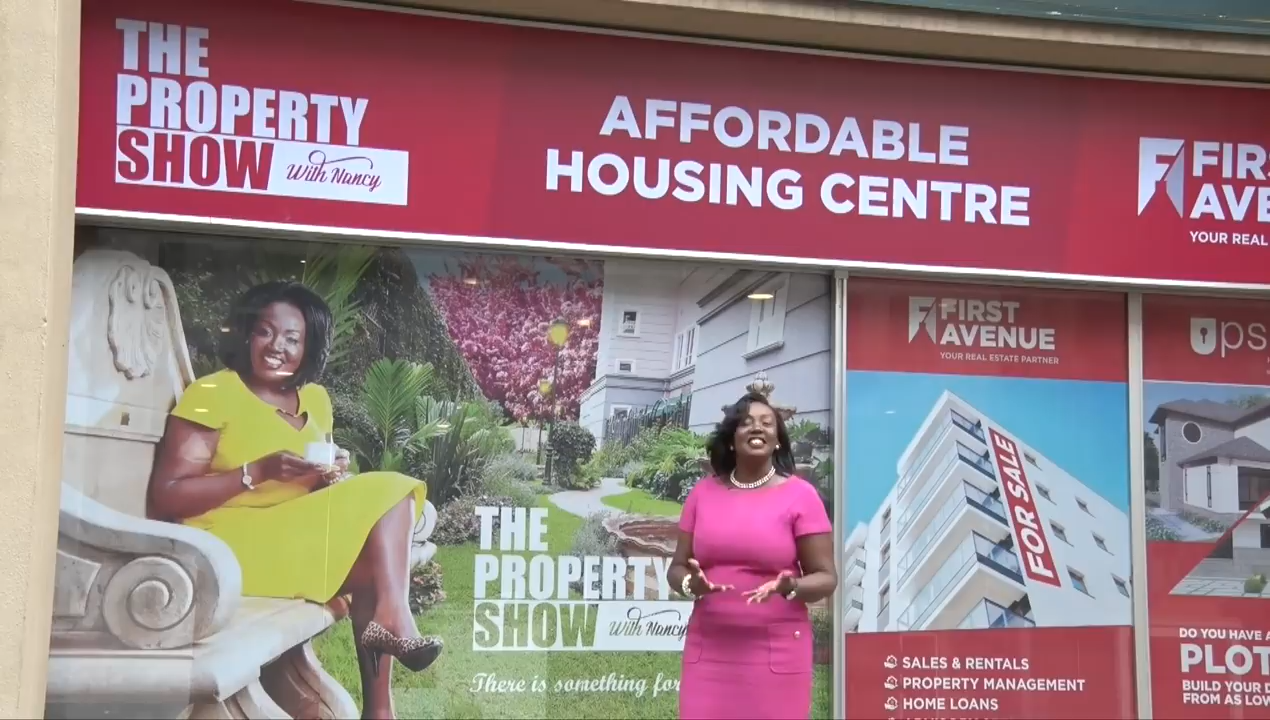 THE
PROPERTY
SHOW With Nancy
AFFORDABLE
HOUSING CENTRE
FIRS
AVE
YOUR REAL
THE
PROPERTY
SHOW With Nancy
There is something for
FIRST
AVENUE
YOUR REAL ESTATE PARTNER
FOR SALE
SALES & RENTALS
PROPERTY MANAGEMENT
HOME LOANS
ps
DO YOU HAVE A
PLOT
BUILD YOUR D
FROM AS LOW